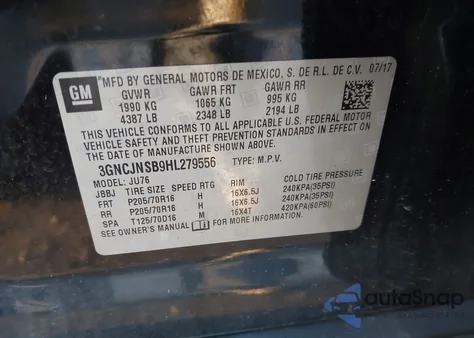 GM
MFD BY GENERAL MOTORS DE MEXICO, S. DE R.L. DE C.V. 07/17
GVWR GAWR FRT GAWR RR
1990 KG 1065 KG 995 KG
4387 LB 2348 LB 2194 LB
THIS VEHICLE CONFORMS TO ALL APPLICABLE U.S. FEDERAL
VEHICLE SAFETY AND THEFT PREVENTION STANDARDS IN EFFECT
ON THE DATE OF MANUFACTURE SHOWN ABOVE.
3GNCJNSB9HL279556 TYPE: M.P.V.
MODEL: JU76
JBBJ TIRE SIZE SPEED RTG RIM COLD TIRE PRESSURE
FRT P205/70R16 H 16X6.5J 240KPA(35PSI)
RR P205/70R16 H 16X6.5J 240KPA(35PSI)
SPA T125/70D16 M 16X4T 420KPA(60PSI)
SEE OWNER'S MANUAL FOR MORE INFORMATION.
autoSnap